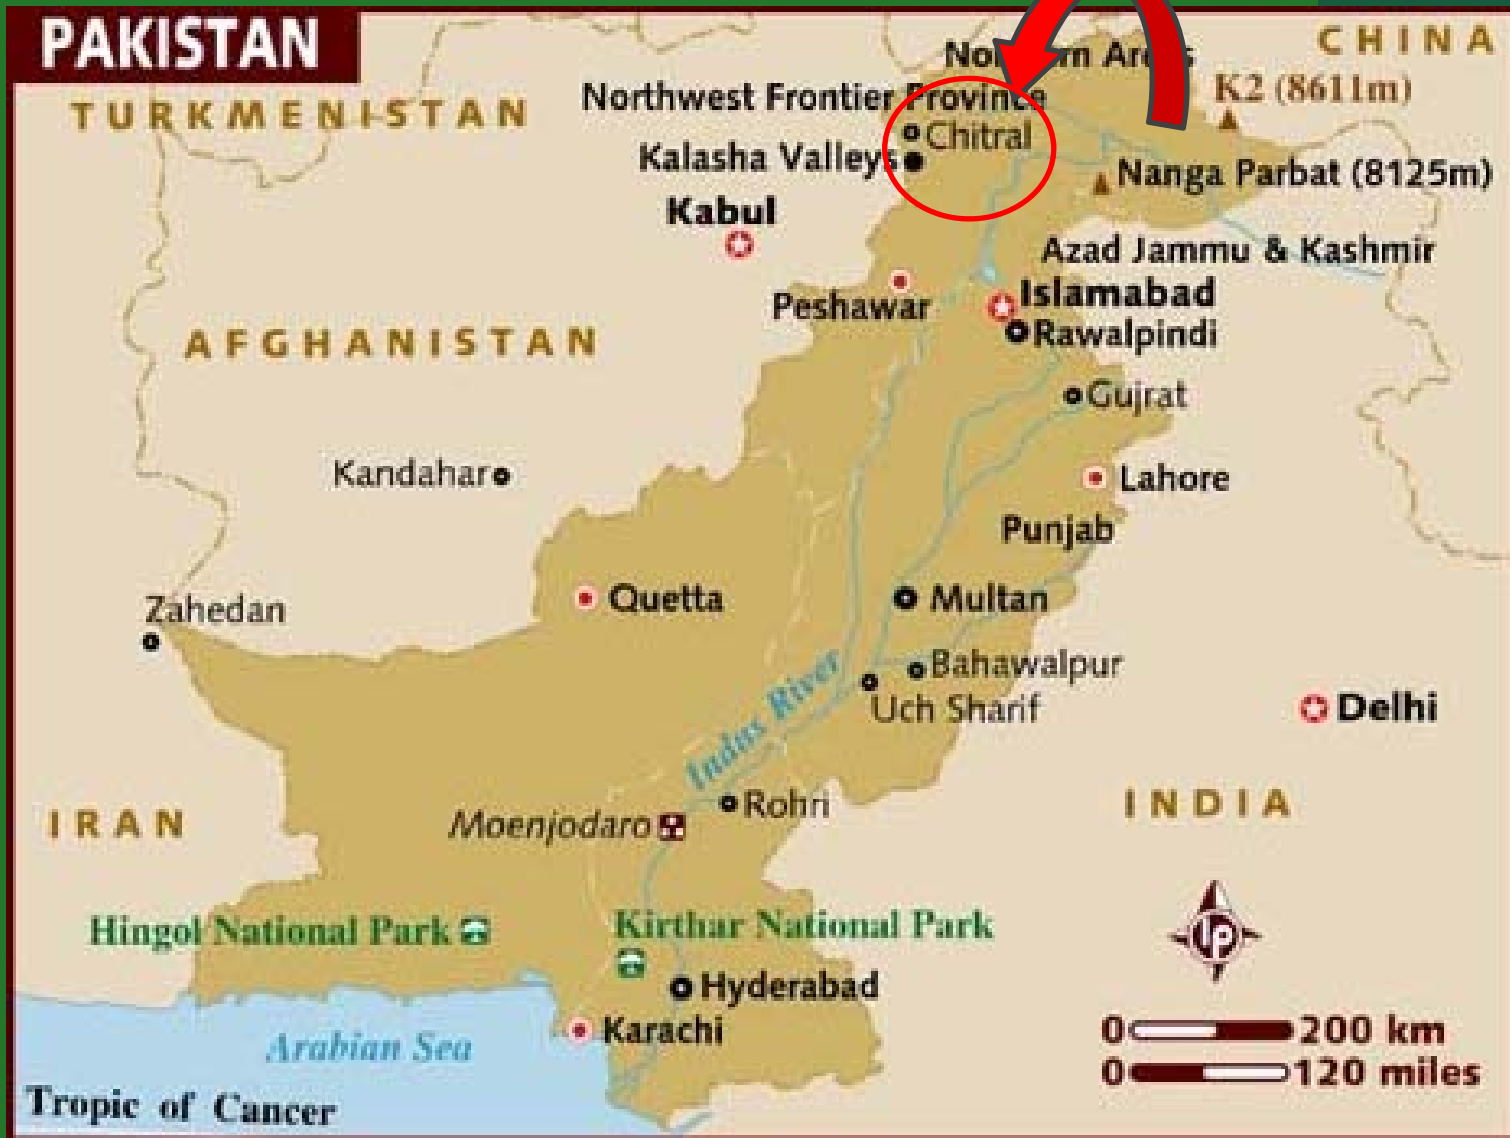 PAKISTAN
CHINA
Northern Areas
TURKMENISTAN
Northwest Frontier Province
K2 (8611m)
Chitral
Kalasha Valleys
Nanga Parbat (8125m)
Kabul
Azad Jammu & Kashmir
Islamabad
Peshawar
Rawalpindi
AFGHANISTAN
Gujrat
Kandahar
Lahore
Punjab
Quetta
Multan
Zahedan
Bahawalpur
Indus River
Uch Sharif
Delhi
Rohri
INDIA
IRAN
Moenjodaro
Hingol National Park
Kirthar National Park
lp
Hyderabad
Karachi
0 200 km
Arabian Sea
0 120 miles
Tropic of Cancer